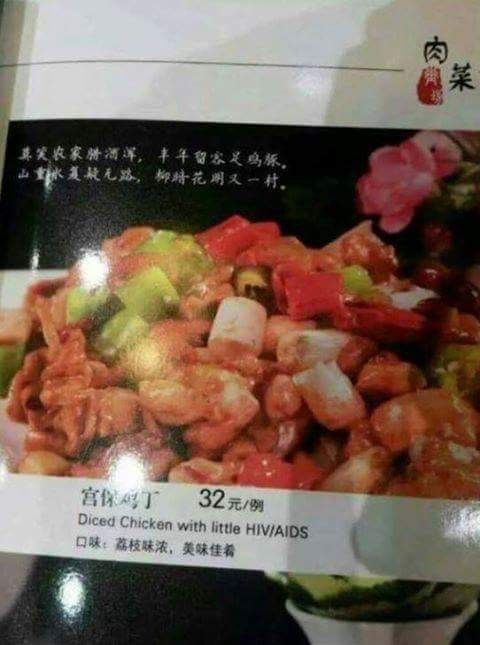 肉
菜
莫笑农家腊酒浑，丰年留客足鸡豚。
山重水复疑无路，柳暗花明又一村。
宫保鸡丁 32元/例
Diced Chicken with little HIV/AIDS
口味：荔枝味浓，美味佳肴